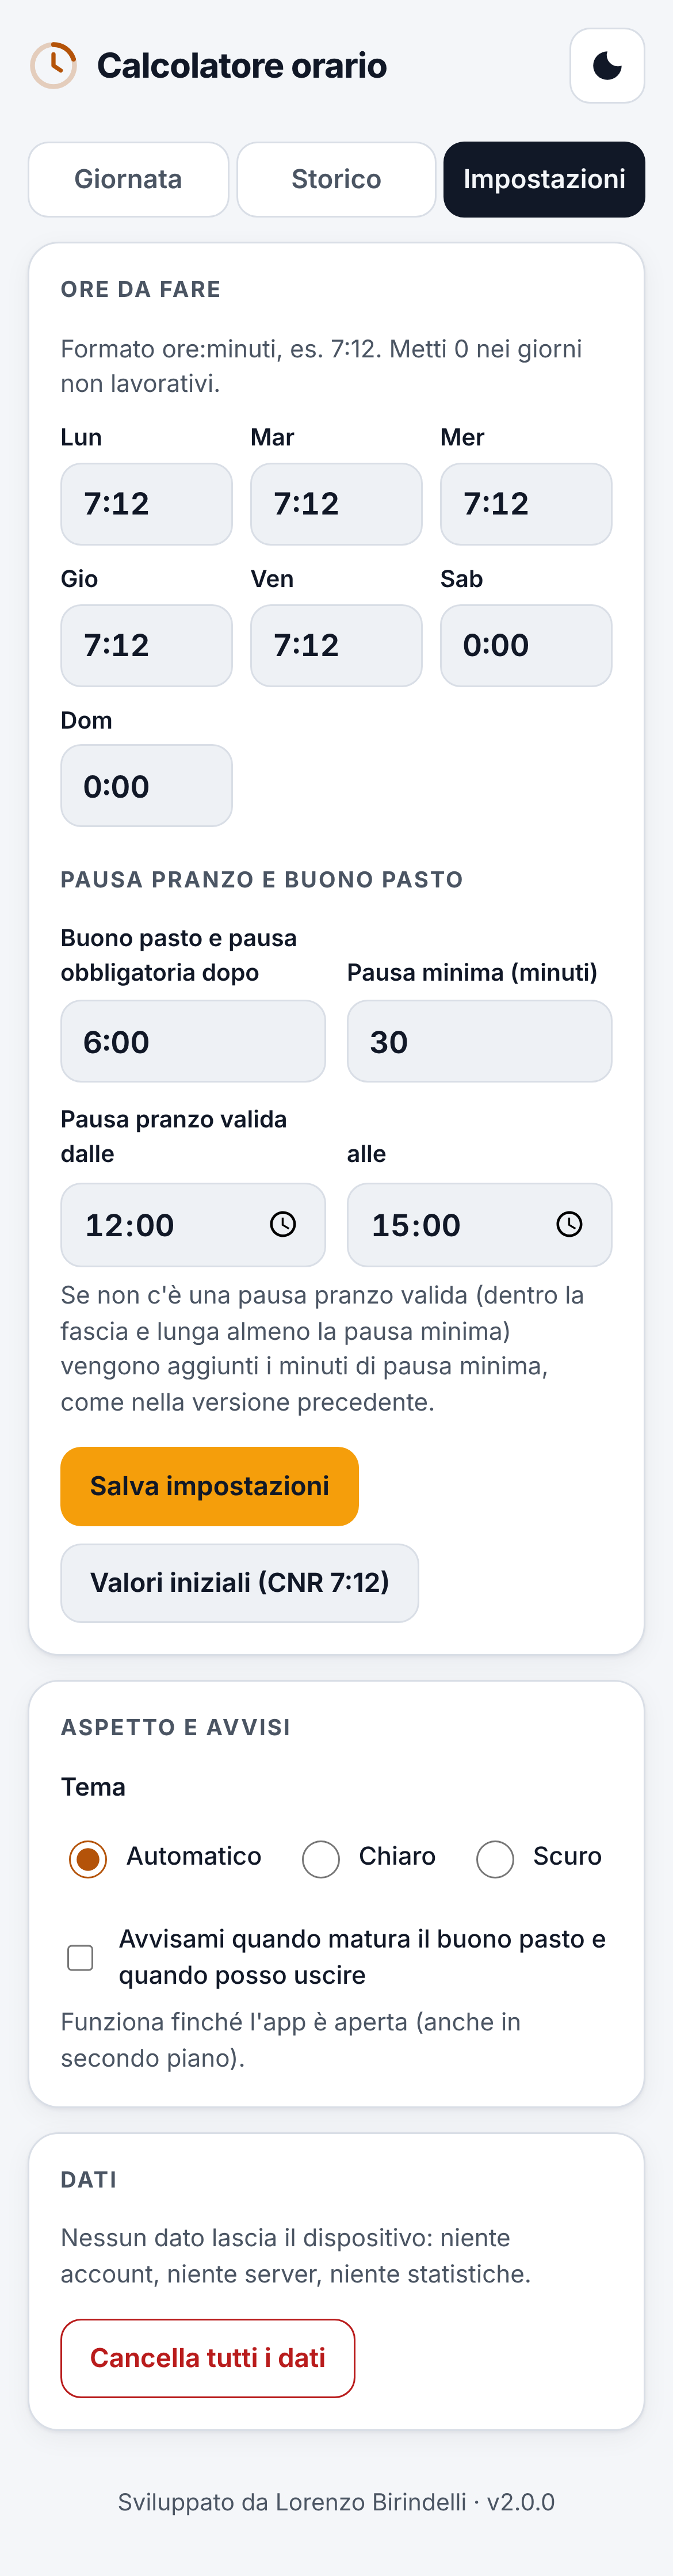 Calcolatore orario
Giornata
Storico
Impostazioni
ORE DA FARE
Formato ore:minuti, es. 7:12. Metti 0 nei giorni
non lavorativi.
Lun
Mar
Mer
7:12
7:12
7:12
Gio
Ven
Sab
7:12
7:12
0:00
Dom
0:00
PAUSA PRANZO E BUONO PASTO
Buono pasto e pausa
obbligatoria dopo
Pausa minima (minuti)
6:00
30
Pausa pranzo valida
dalle
alle
12:00
15:00
Se non c'è una pausa pranzo valida (dentro la
fascia e lunga almeno la pausa minima)
vengono aggiunti i minuti di pausa minima,
come nella versione precedente.
Salva impostazioni
Valori iniziali (CNR 7:12)
ASPETTO E AVVISI
Tema
Automatico
Chiaro
Scuro
Avvisami quando matura il buono pasto e
quando posso uscire
Funziona finché l'app è aperta (anche in
secondo piano).
DATI
Nessun dato lascia il dispositivo: niente
account, niente server, niente statistiche.
Cancella tutti i dati
Sviluppato da Lorenzo Birindelli · v2.0.0